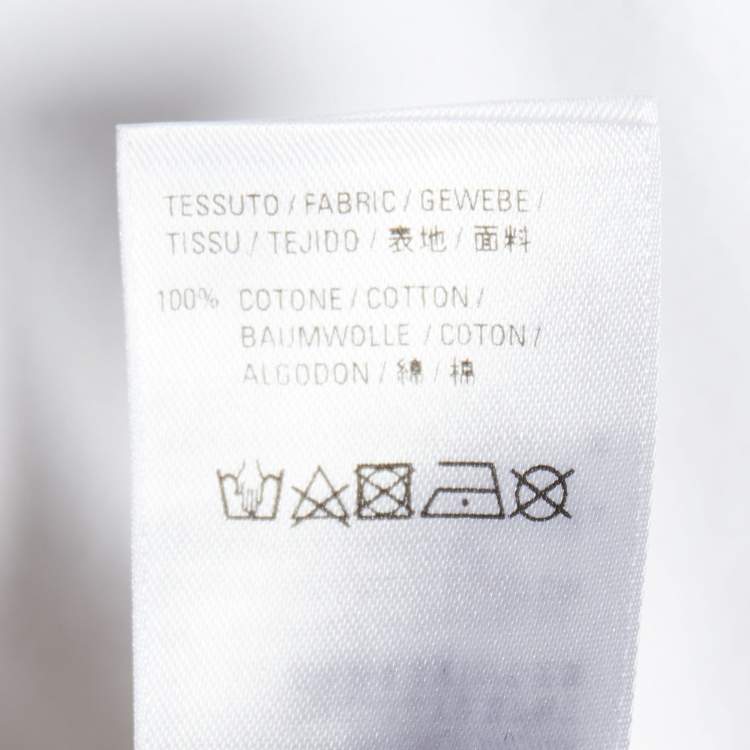 TESSUTO / FABRIC / GEWEBE /
TISSU / TEJIDO / 表地 / 面料
100% COTONE / COTTON /
BAUMWOLLE / COTON /
ALGODON / 綿 / 棉